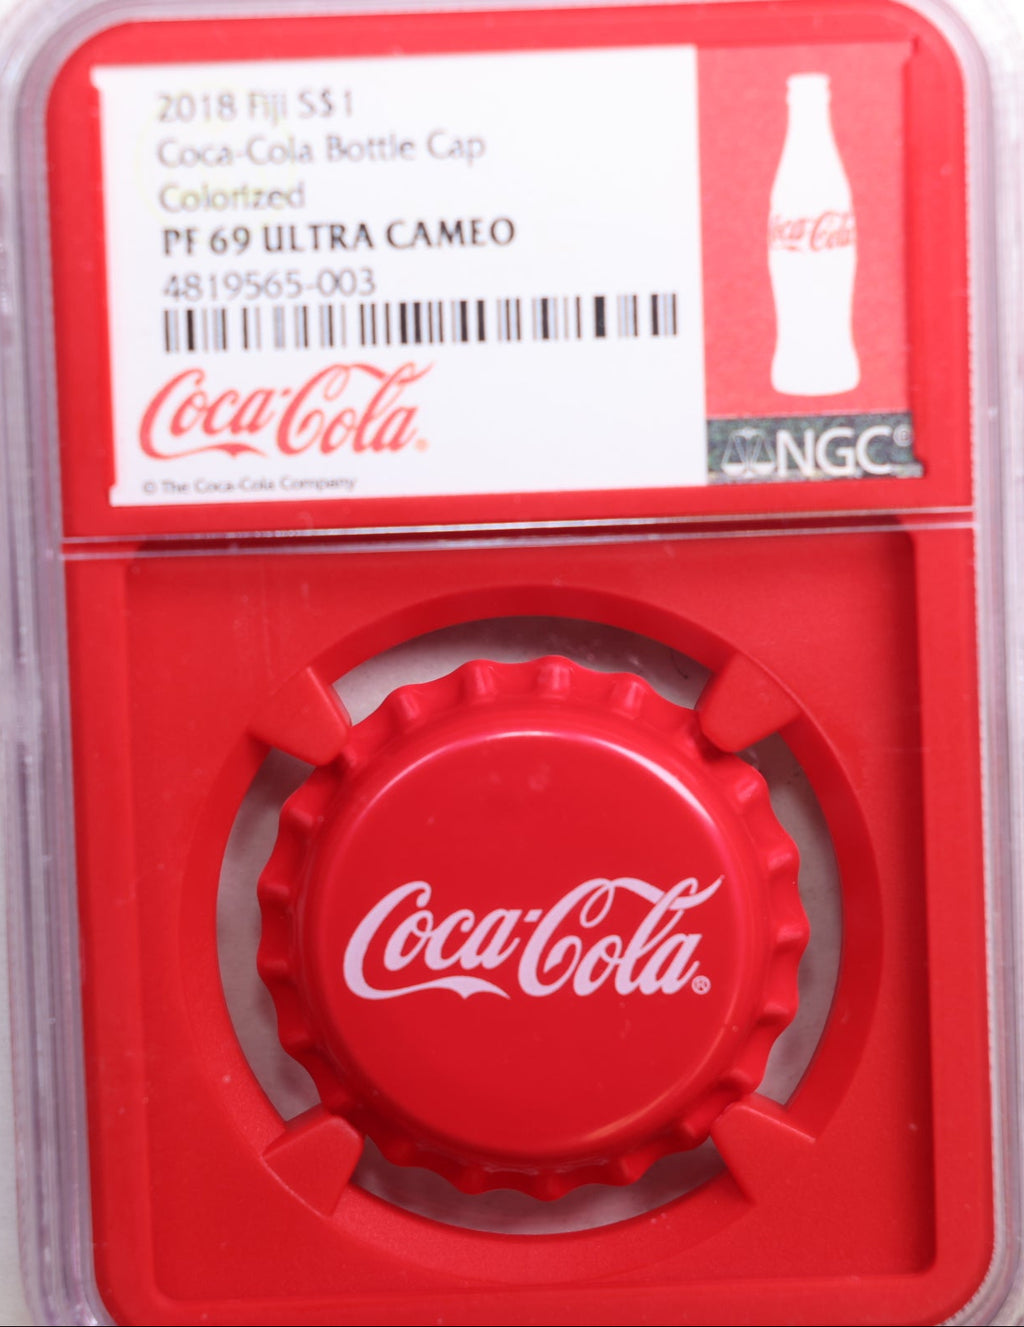 2018 Fiji S$1
Coca-Cola Bottle Cap
Colorized
PF 69 ULTRA CAMEO
4819565-003
Coca-Cola®
© The Coca-Cola Company
Coca-Cola
NGC®
Coca-Cola®